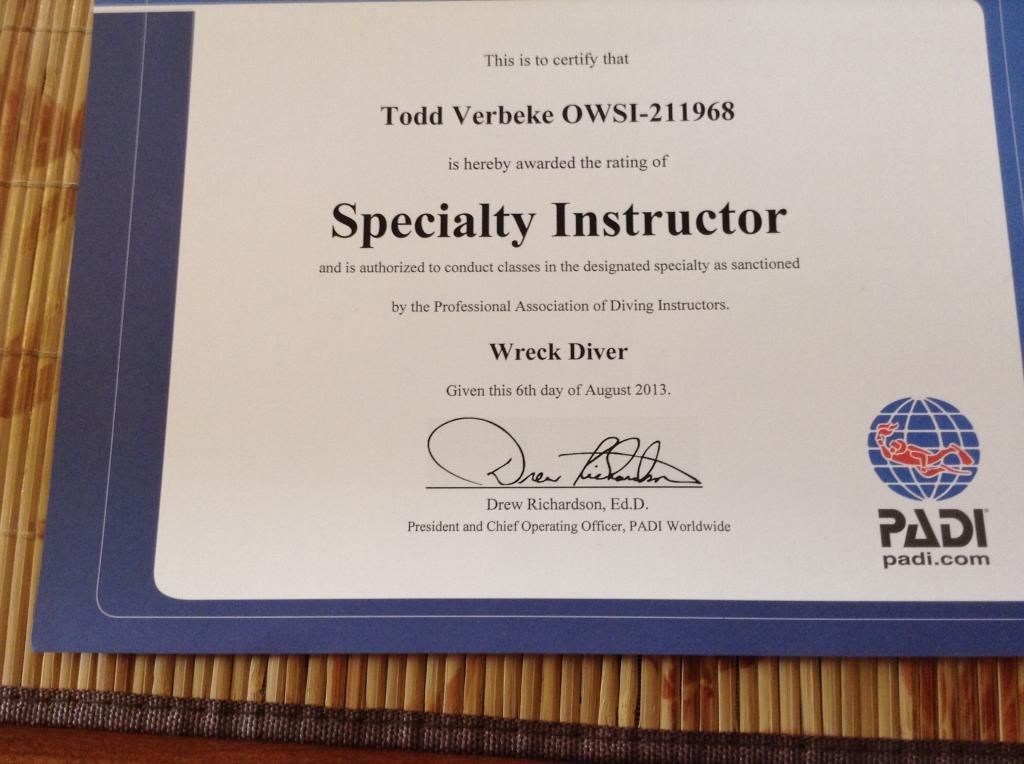 This is to certify that
Todd Verbeke OWSI-211968
is hereby awarded the rating of
Specialty Instructor
and is authorized to conduct classes in the designated specialty as sanctioned
by the Professional Association of Diving Instructors.
Wreck Diver
Given this 6th day of August 2013.
Drew Richardson
Drew Richardson, Ed.D.
President and Chief Operating Officer, PADI Worldwide
PADI®
padi.com